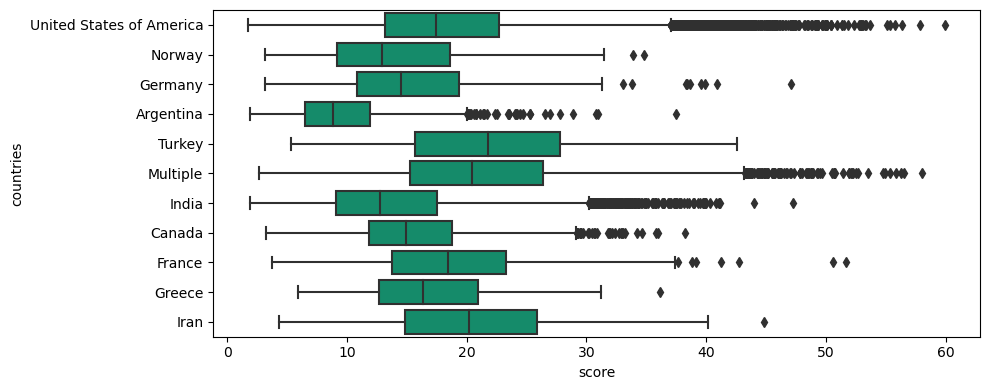 countries
United States of America
Norway
Germany
Argentina
Turkey
Multiple
India
Canada
France
Greece
Iran
0 10 20 30 40 50 60
score